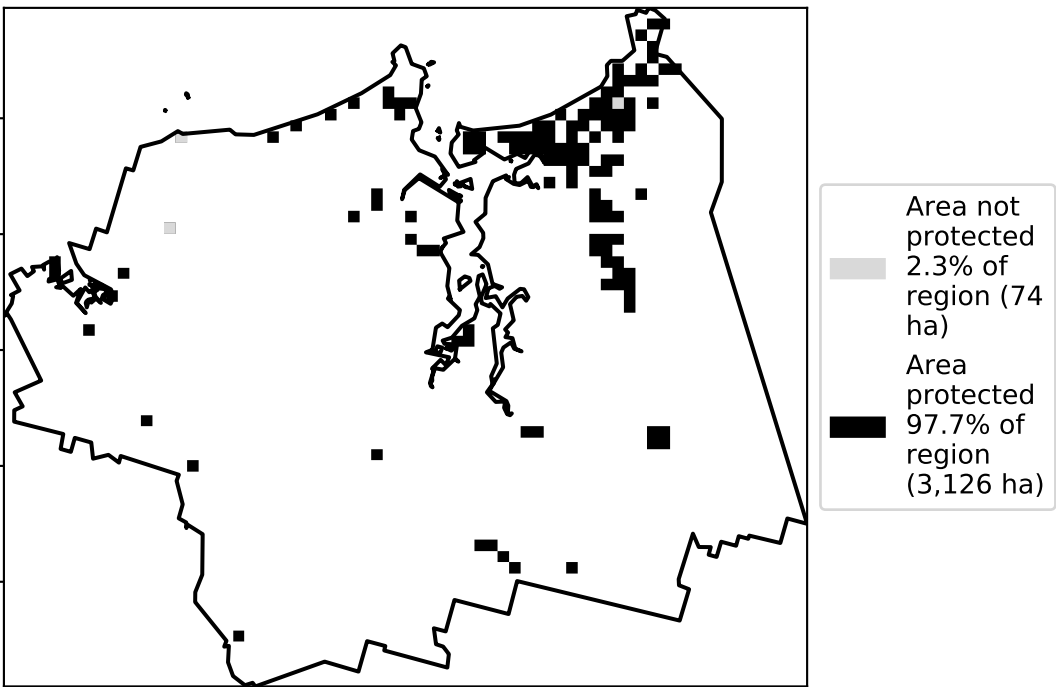 Area not
protected
2.3% of
region (74
ha)
Area
protected
97.7% of
region
(3,126 ha)